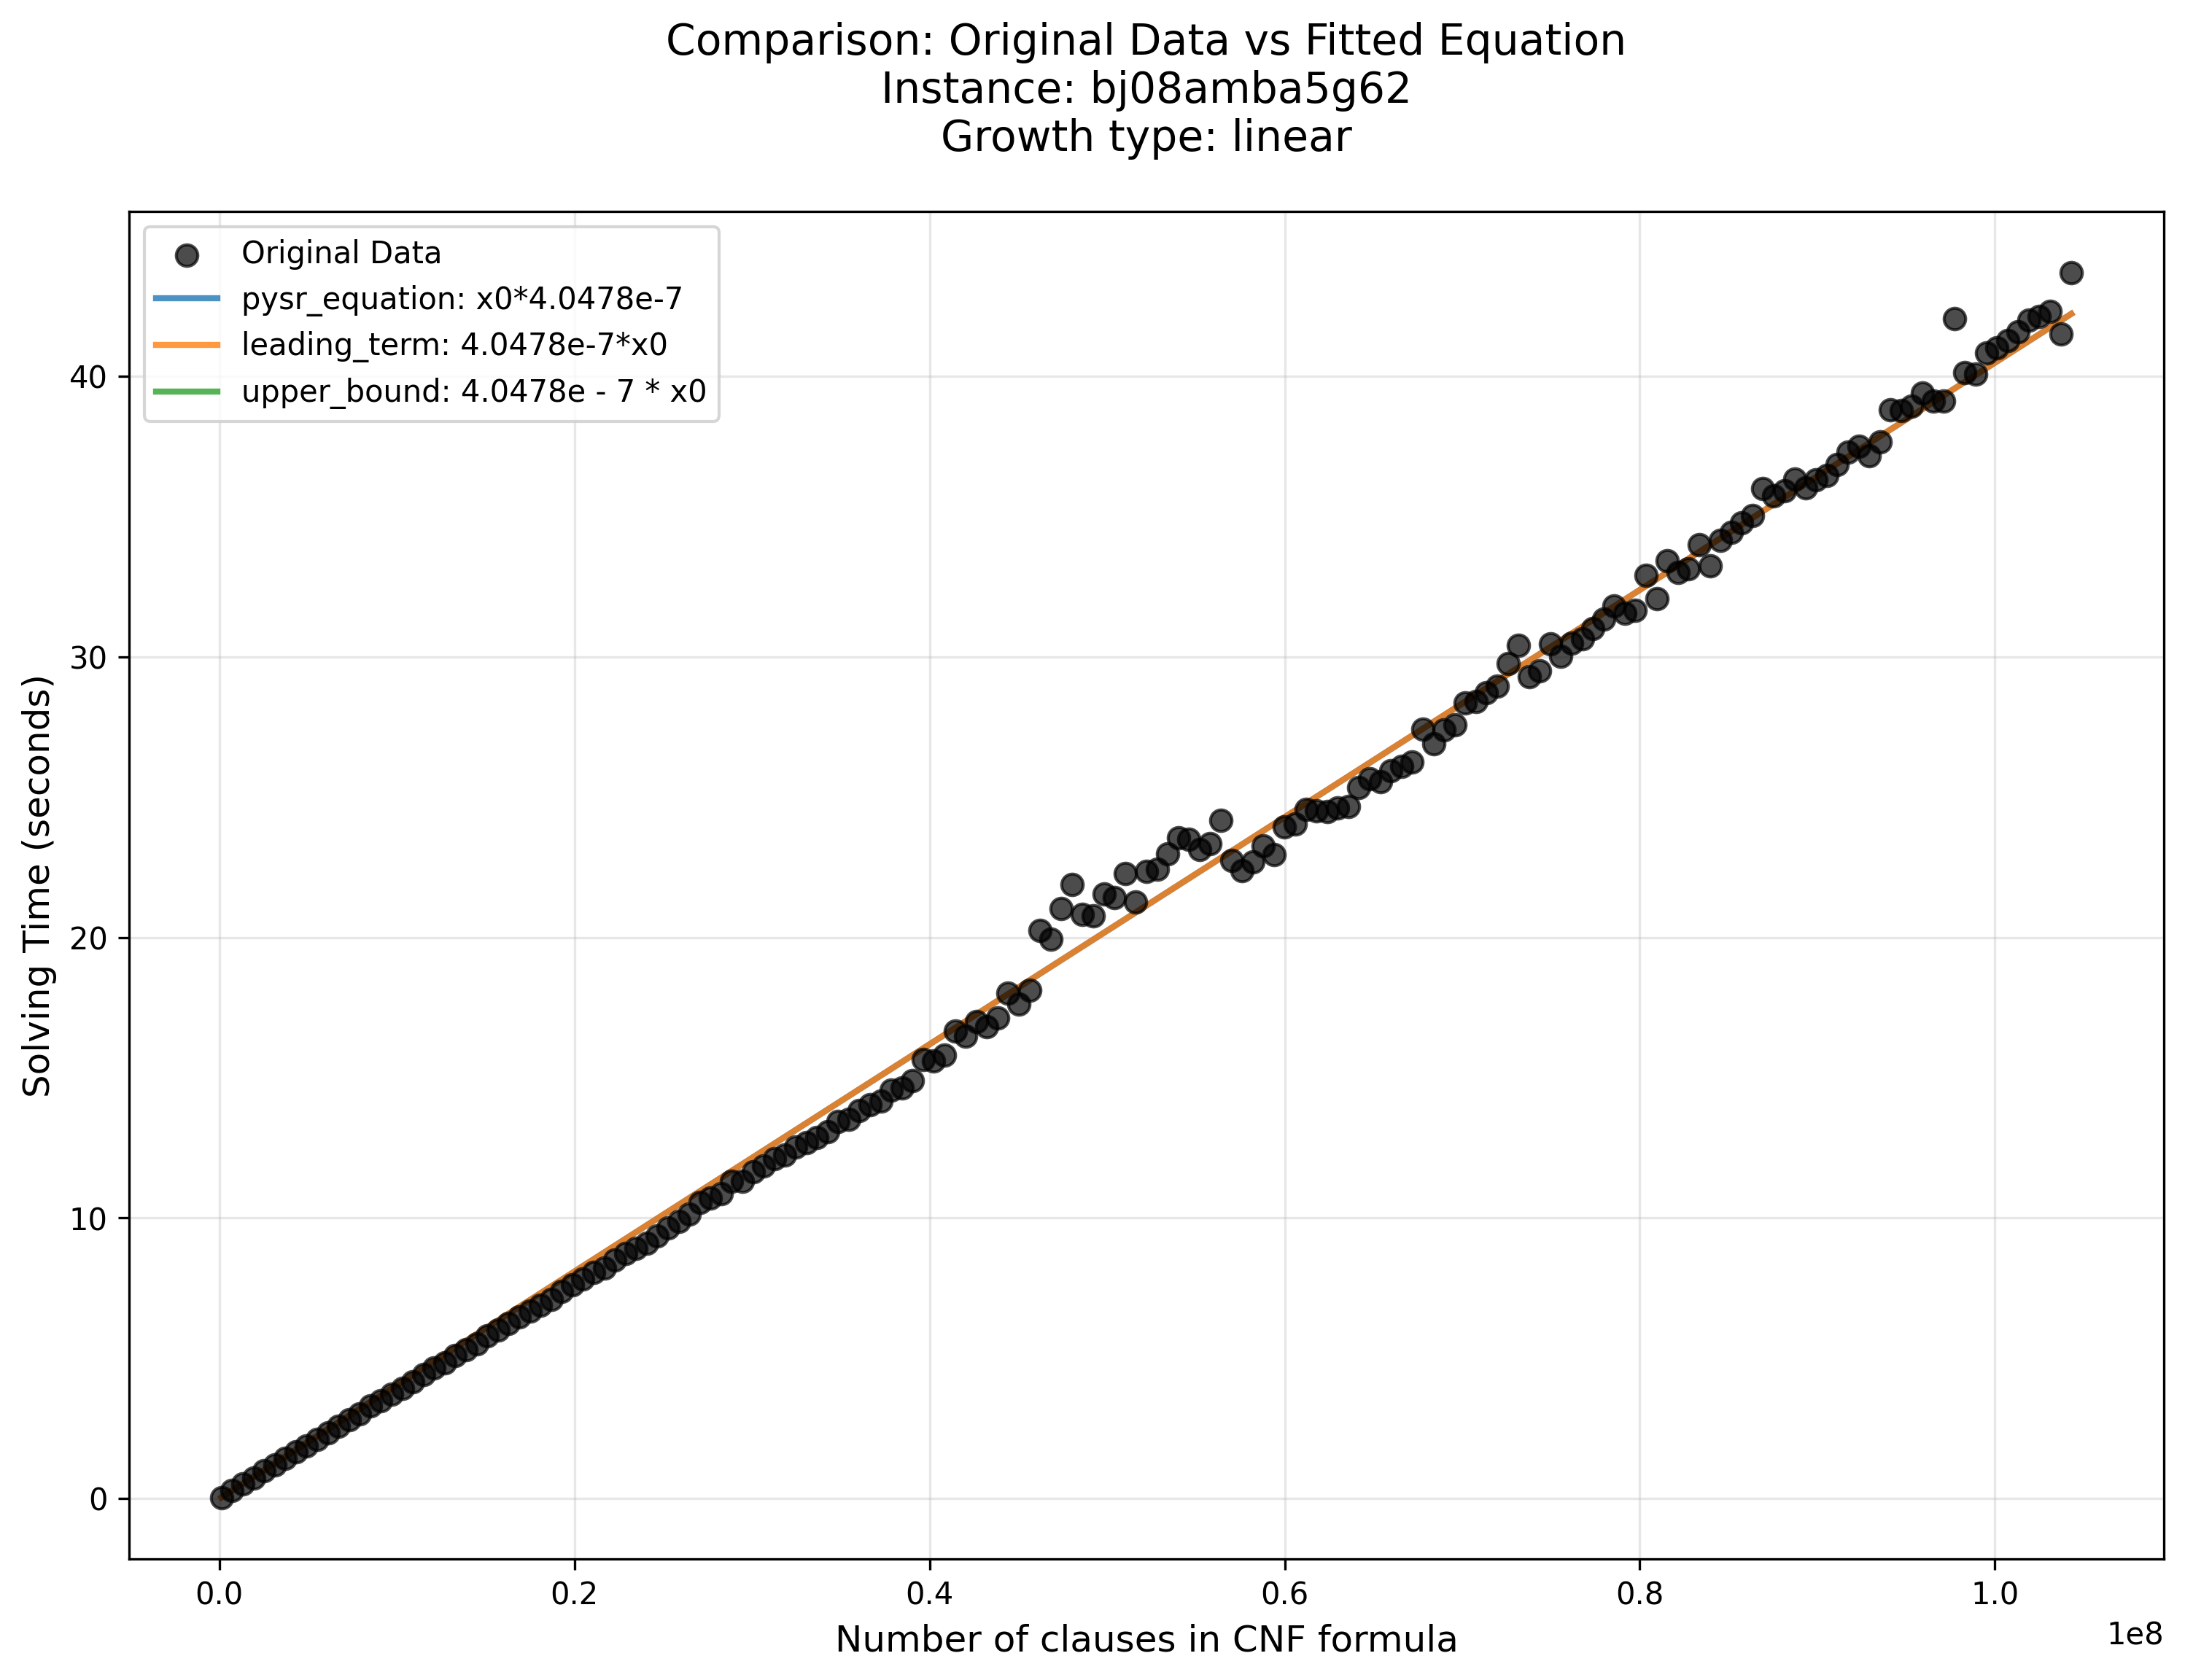 Comparison: Original Data vs Fitted Equation
Instance: bj08amba5g62
Growth type: linear
Original Data
pysr_equation: x0*4.0478e-7
leading_term: 4.0478e-7*x0
upper_bound: 4.0478e - 7 * x0
40
30
20
10
0
Solving Time (seconds)
0.0 0.2 0.4 0.6 0.8 1.0
1e8
Number of clauses in CNF formula